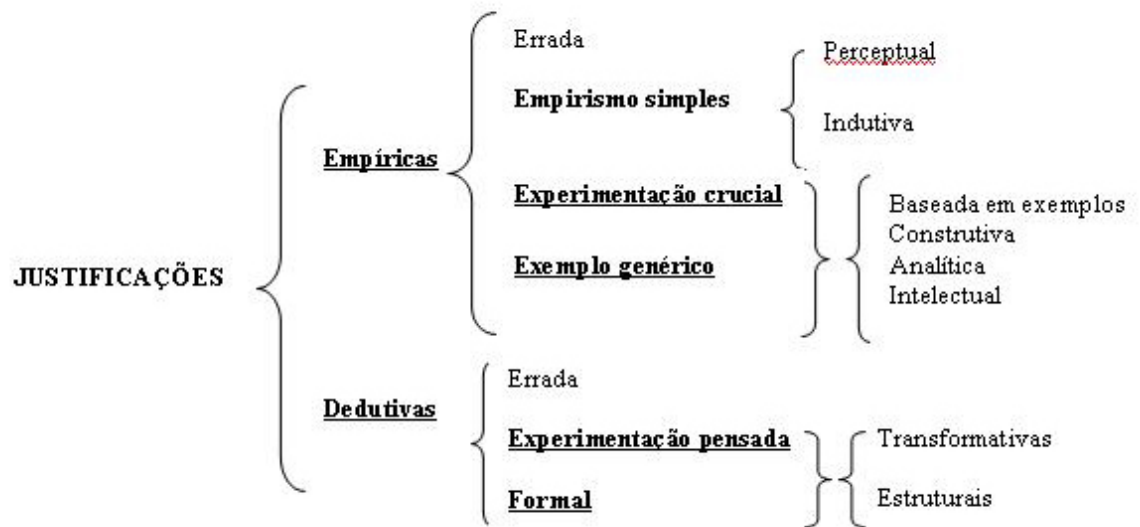 JUSTIFICAÇÕES
Empíricas
Errada
Empirismo simples
Perceptual
Indutiva
Experimentação crucial
Exemplo genérico
Baseada em exemplos
Construtiva
Analítica
Intelectual
Dedutivas
Errada
Experimentação pensada
Formal
Transformativas
Estruturais